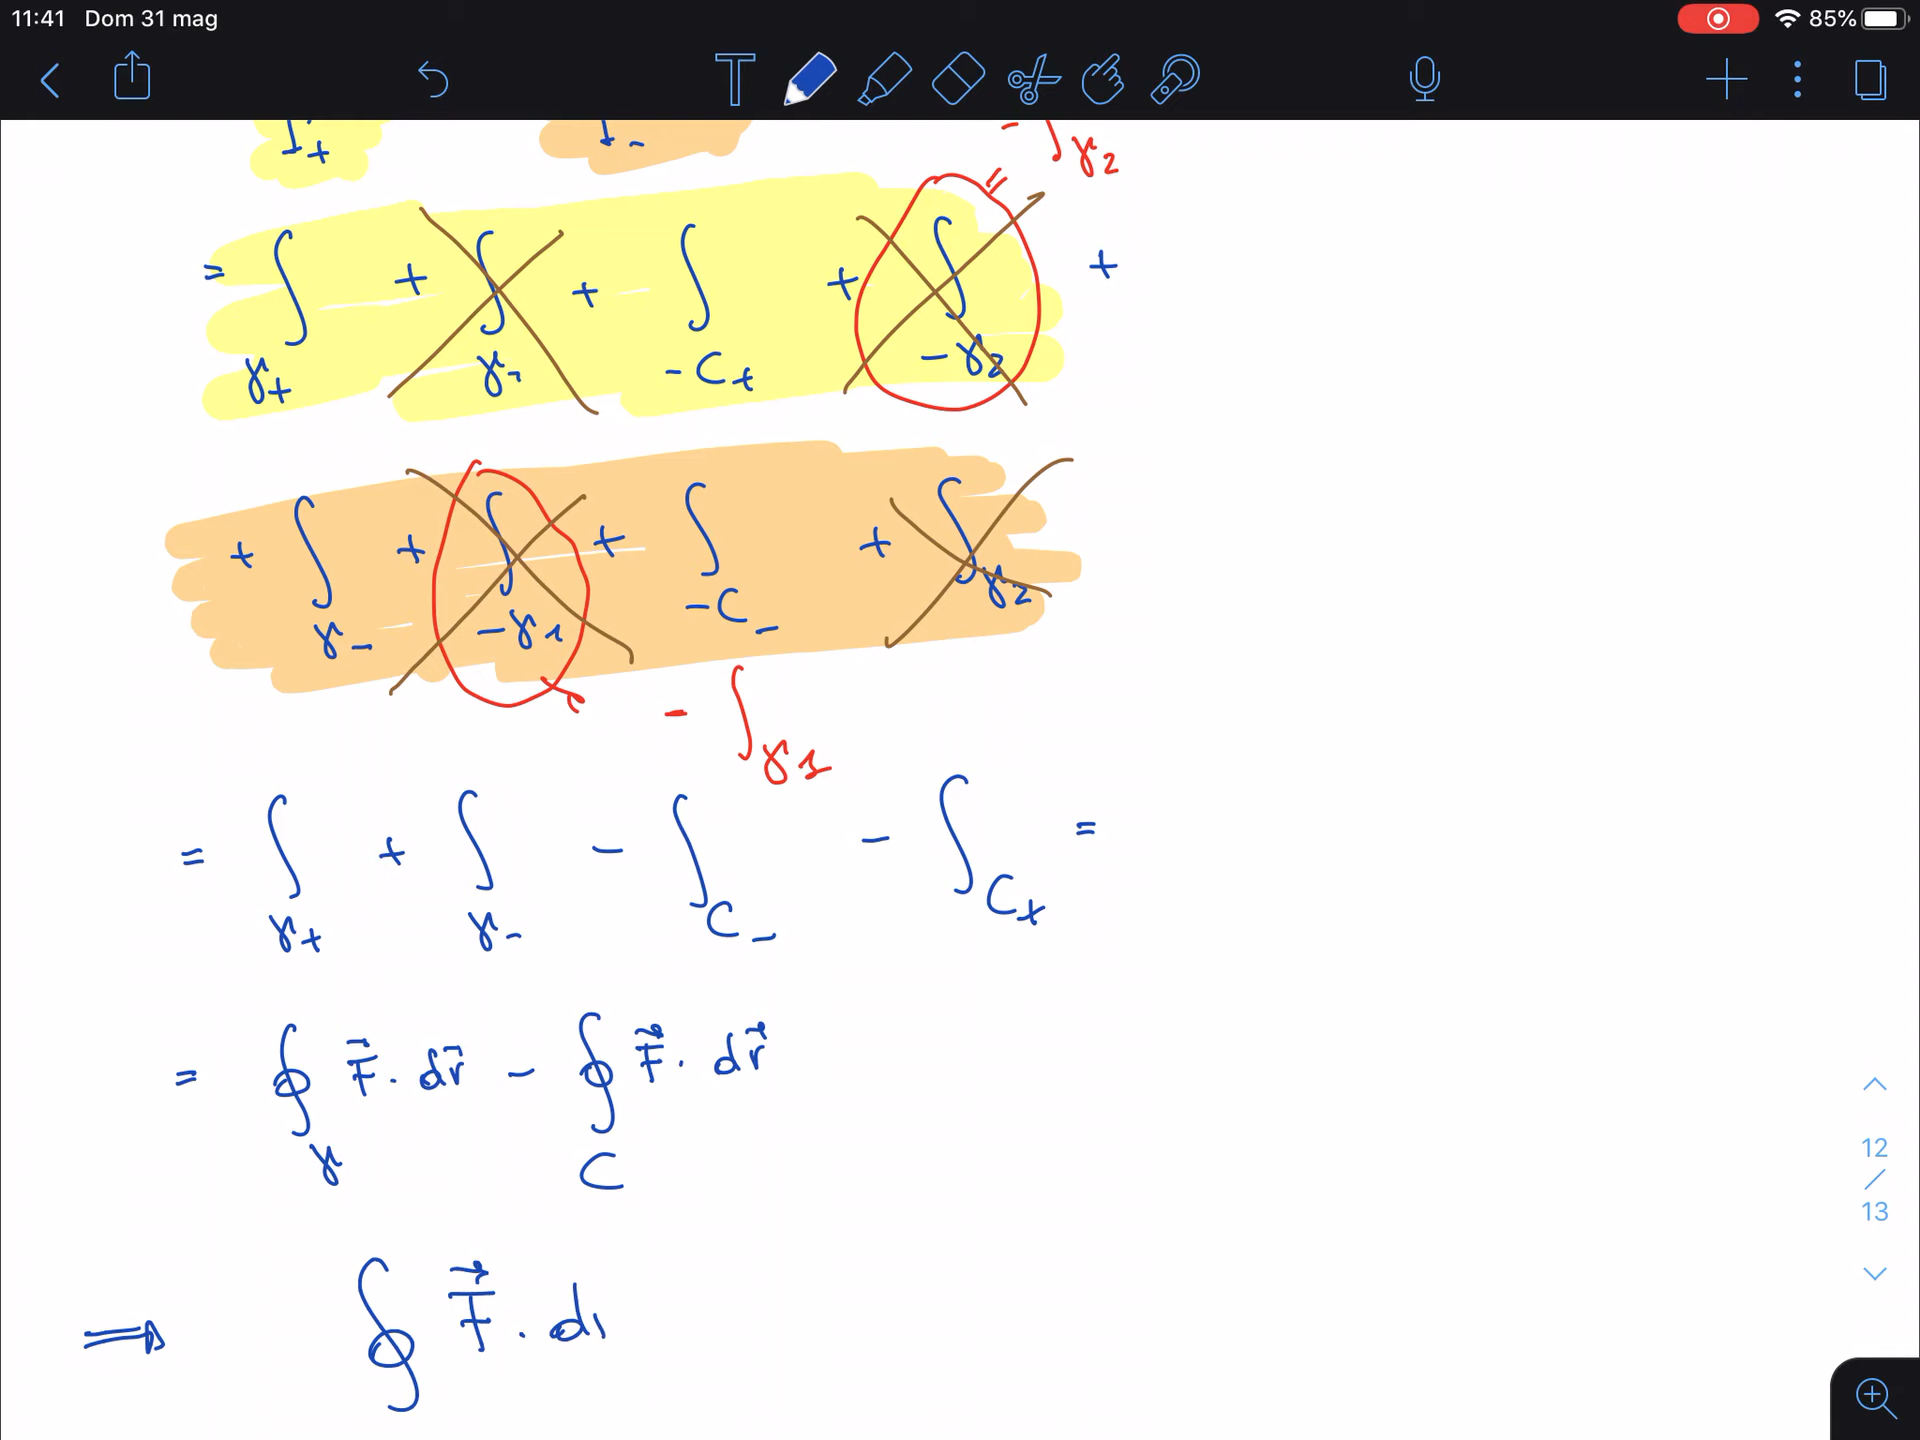 11:41 Dom 31 mag 85%
I₊ I₋ - ∫γ₂
= ∫γ₊ + ∫γ₁ + ∫-C₊ + ∫-γ₂ +
+ ∫γ₋ + ∫-γ₁ + ∫-C₋ + ∫γ₂
- ∫γ₁
= ∫γ₊ + ∫γ₋ - ∫C₋ - ∫C₊ =
= ∮γ F⃗ · dr⃗ - ∮C F⃗ · dr⃗
⟹ ∮ F⃗ · d
12
/
13